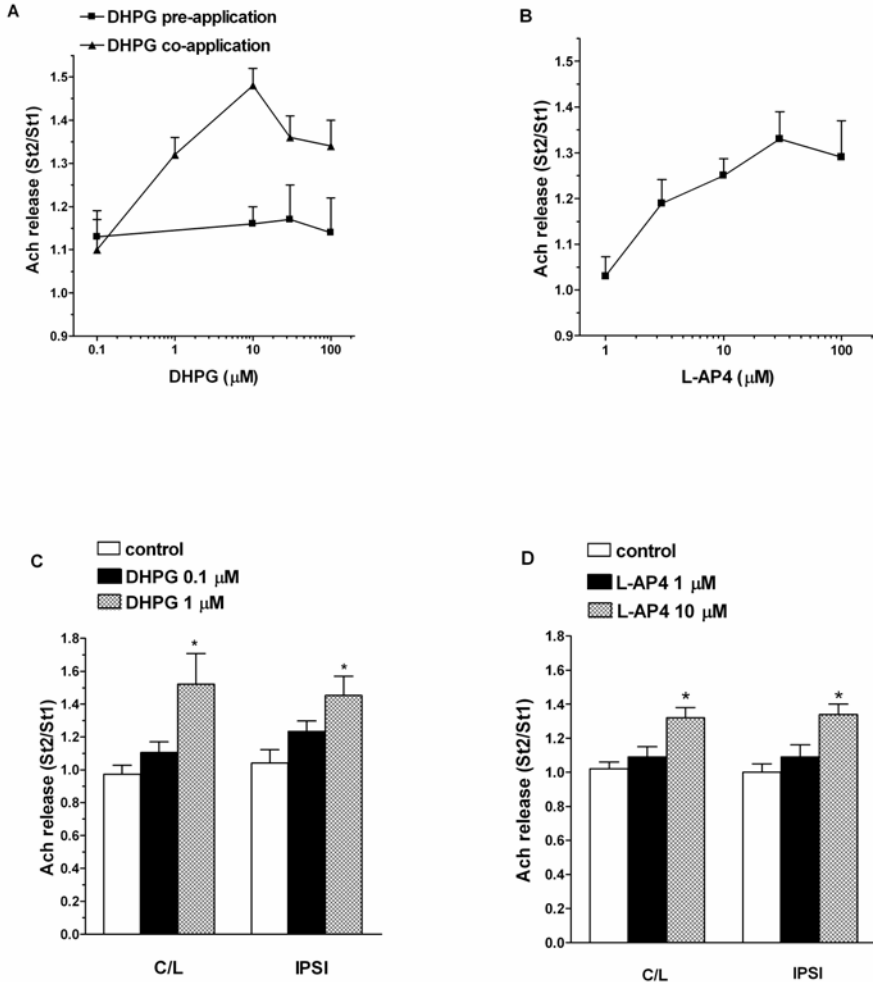 A
DHPG pre-application
DHPG co-application
Ach release (St2/St1)
1.5
1.4
1.3
1.2
1.1
1.0
0.9
0.1 1 10 100
DHPG (µM)
B
Ach release (St2/St1)
1.5
1.4
1.3
1.2
1.1
1.0
0.9
1 10 100
L-AP4 (µM)
C
control
DHPG 0.1 µM
DHPG 1 µM
Ach release (St2/St1)
1.8
1.6
1.4
1.2
1.0
0.8
0.6
0.4
0.2
0.0
* *
C/L IPSI
D
control
L-AP4 1 µM
L-AP4 10 µM
Ach release (St2/St1)
1.8
1.6
1.4
1.2
1.0
0.8
0.6
0.4
0.2
0.0
* *
C/L IPSI